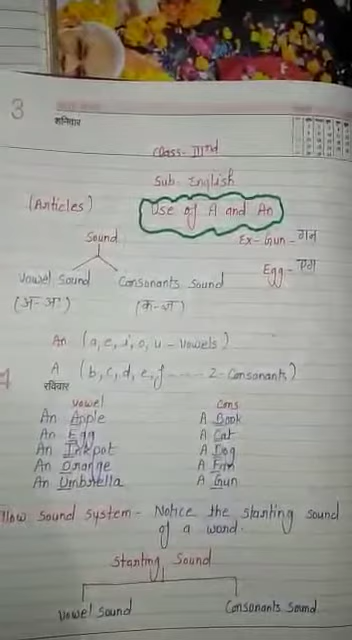 3
शनिवार
Class- IIIrd
Sub- English
(Articles)
Use of A and An
Sound
Ex- Gun - गन
Egg - एग
Vowel Sound
Consonants Sound
(अ- अः)
(क-ज्ञ)
An (a, e, i, o, u - Vowels)
A (b, c, d, e, f ------ z - Consonants)
रविवार
Vowel
Cons
An Apple
A Book
An Egg
A Cat
An Inkpot
A Dog
An Orange
A
An Umbrella
A Gun
How sound system - Notice the starting sound
of a word.
Starting Sound
Vowel Sound
Consonants Sound